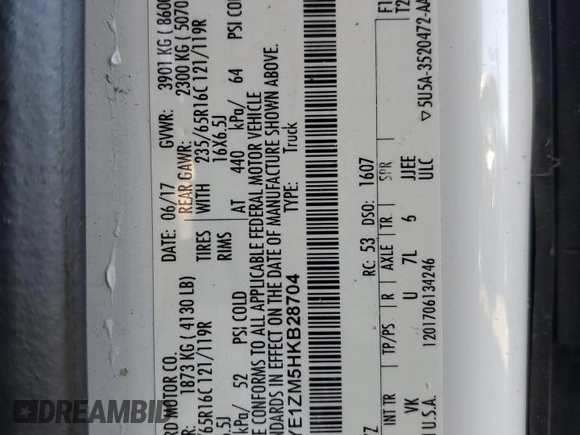 RD MOTOR CO. DATE: 06/17 GVWR: 3901 KG ( 8600
R: 1873 KG ( 4130 LB) REAR GAWR: 2300 KG ( 5070
/65R16C 121/119R TIRES WITH 235/65R16C 121/119R
6.5J RIMS 16X6.5J
kPa/ 52 PSI COLD AT 440 kPa/ 64 PSI CO
E CONFORMS TO ALL APPLICABLE FEDERAL MOTOR VEHICLE
NDARDS IN EFFECT ON THE DATE OF MANUFACTURE SHOWN ABOVE.
YE1ZM5HKB28704 TYPE: Truck
RC: 53 DSO: 1607
INT TR TP/PS R AXLE TR SPR
VK U 7L 6 JJEE
U.S.A. 1201706134246 ULC
F1
T2
▽5U5A-3520472-AA
DREAMBID